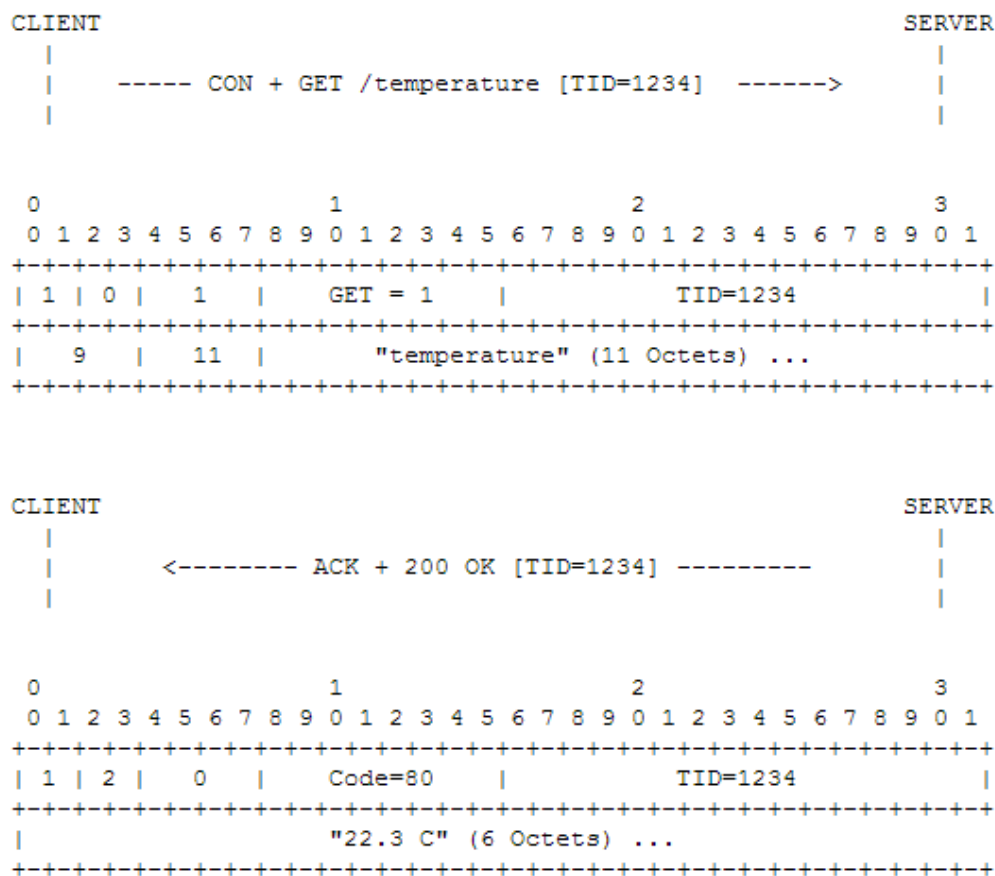 CLIENT                                                     SERVER
  |                                                           |
  |    ----- CON + GET /temperature [TID=1234]  ------>       |
  |                                                           |
 0                   1                   2                   3
 0 1 2 3 4 5 6 7 8 9 0 1 2 3 4 5 6 7 8 9 0 1 2 3 4 5 6 7 8 9 0 1
+-+-+-+-+-+-+-+-+-+-+-+-+-+-+-+-+-+-+-+-+-+-+-+-+-+-+-+-+-+-+-+-+
| 1 | 0 |   1   |    GET = 1    |           TID=1234            |
+-+-+-+-+-+-+-+-+-+-+-+-+-+-+-+-+-+-+-+-+-+-+-+-+-+-+-+-+-+-+-+-+
|   9   |   11  |       "temperature" (11 Octets) ...
+-+-+-+-+-+-+-+-+-+-+-+-+-+-+-+-+-+-+-+-+-+-+-+-+-+-+-+-+-+-+-+-+
CLIENT                                                     SERVER
  |                                                           |
  |       <-------- ACK + 200 OK [TID=1234] ---------         |
  |                                                           |
 0                   1                   2                   3
 0 1 2 3 4 5 6 7 8 9 0 1 2 3 4 5 6 7 8 9 0 1 2 3 4 5 6 7 8 9 0 1
+-+-+-+-+-+-+-+-+-+-+-+-+-+-+-+-+-+-+-+-+-+-+-+-+-+-+-+-+-+-+-+-+
| 1 | 2 |   0   |    Code=80    |           TID=1234            |
+-+-+-+-+-+-+-+-+-+-+-+-+-+-+-+-+-+-+-+-+-+-+-+-+-+-+-+-+-+-+-+-+
|                    "22.3 C" (6 Octets) ...
+-+-+-+-+-+-+-+-+-+-+-+-+-+-+-+-+-+-+-+-+-+-+-+-+-+-+-+-+-+-+-+-+